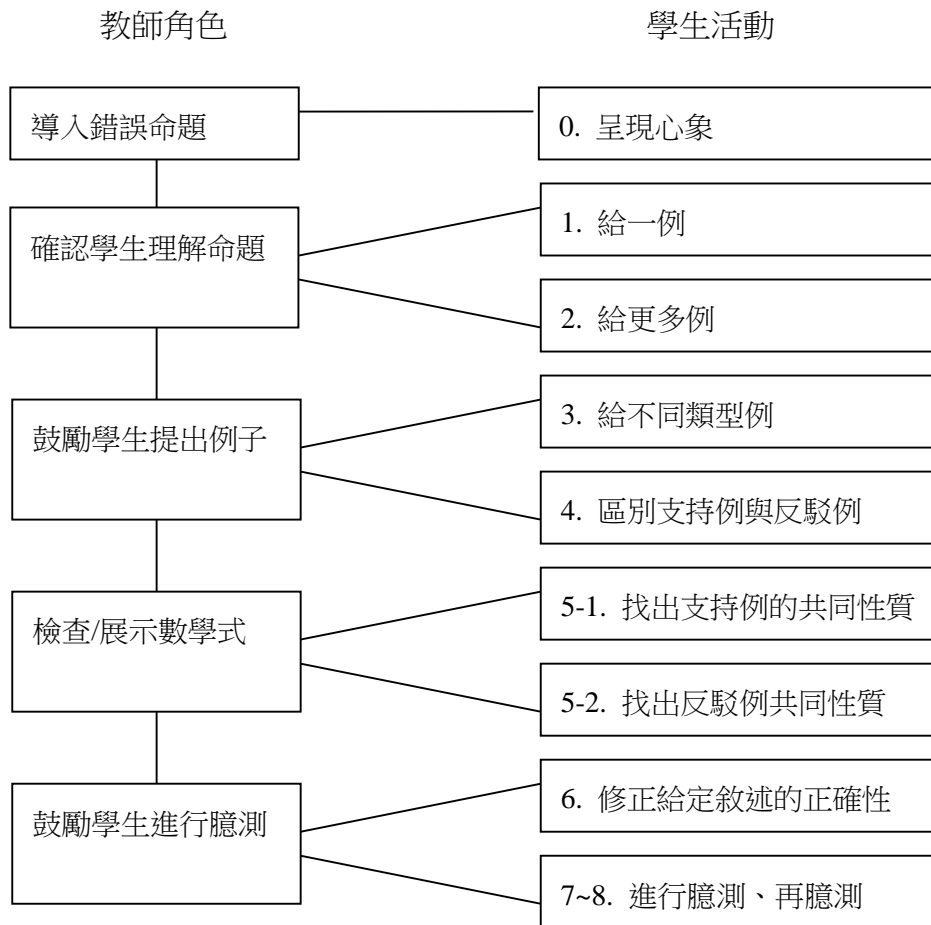 教師角色
學生活動
導入錯誤命題
0. 呈現心象
確認學生理解命題
1. 給一例
2. 給更多例
鼓勵學生提出例子
3. 給不同類型例
4. 區別支持例與反駁例
檢查/展示數學式
5-1. 找出支持例的共同性質
5-2. 找出反駁例共同性質
鼓勵學生進行臆測
6. 修正給定敘述的正確性
7~8. 進行臆測、再臆測